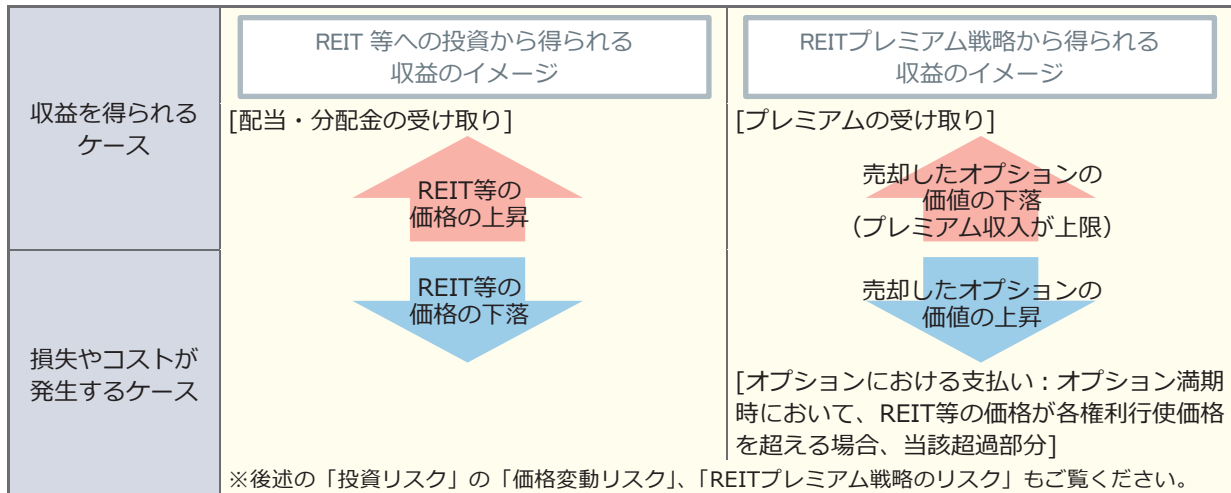 REIT 等への投資から得られる
収益のイメージ
REITプレミアム戦略から得られる
収益のイメージ
収益を得られる
ケース
[配当・分配金の受け取り]
REIT等の
価格の上昇
[プレミアムの受け取り]
売却したオプションの
価値の下落
（プレミアム収入が上限）
損失やコストが
発生するケース
REIT等の
価格の下落
売却したオプションの
価値の上昇
[オプションにおける支払い：オプション満期
時において、REIT等の価格が各権利行使価格
を超える場合、当該超過部分]
※後述の「投資リスク」の「価格変動リスク」、「REITプレミアム戦略のリスク」もご覧ください。